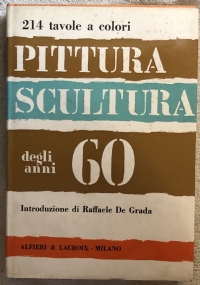 214 tavole a colori
PITTURA
SCULTURA
degli
anni 60
Introduzione di Raffaele De Grada
ALFIERI & LACROIX - MILANO